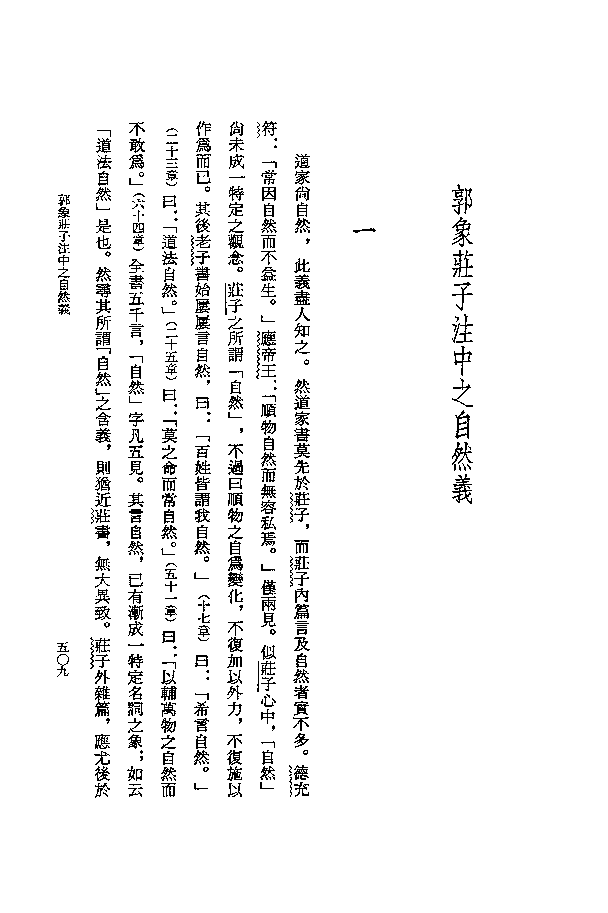 郭象莊子注中之自然義
一
道家尚自然，此義盡人知之。然道家書莫先於莊子，而莊子內篇言及自然者實不多。德充
符：「常因自然而不益生。」應帝王：「順物自然而無容私焉。」僅兩見。似莊子心中，「自然」
尚未成一特定之觀念。莊子之所謂「自然」，不過曰順物之自為變化，不復加以外力，不復施以
作為而已。其後老子書始屢屢言自然，曰：「百姓皆謂我自然。」（十七章）曰：「希言自然。」
（二十三章）曰：「道法自然。」（二十五章）曰：「莫之命而常自然。」（五十一章）曰：「以輔萬物之自然而
不敢為。」（六十四章）全書五千言，「自然」字凡五見。其言自然，已有漸成一特定名詞之象；如云
「道法自然」是也。然尋其所謂「自然」之含義，則猶近莊書，無大異致。莊子外雜篇，應尤後於
郭象莊子注中之自然義
五〇九